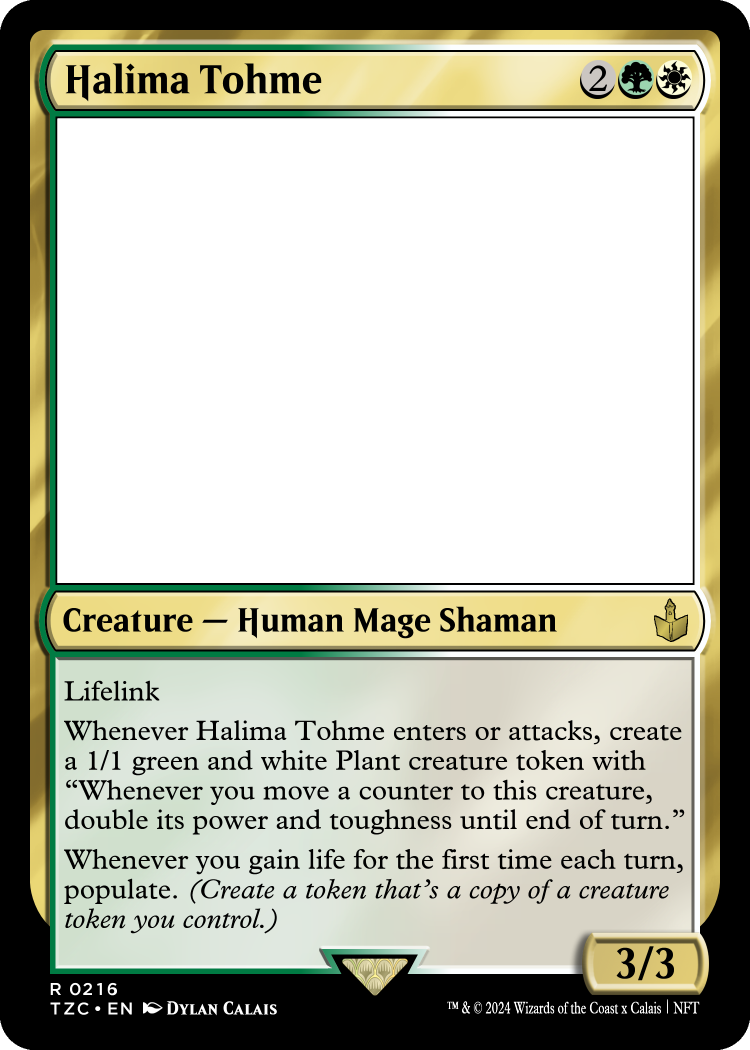 Halima Tohme 2
Creature — Human Mage Shaman
Lifelink
Whenever Halima Tohme enters or attacks, create
a 1/1 green and white Plant creature token with
“Whenever you move a counter to this creature,
double its power and toughness until end of turn.”
Whenever you gain life for the first time each turn,
populate. (Create a token that’s a copy of a creature
token you control.)
3/3
R 0216
TZC • EN Dylan Calais
™ & © 2024 Wizards of the Coast x Calais | NFT